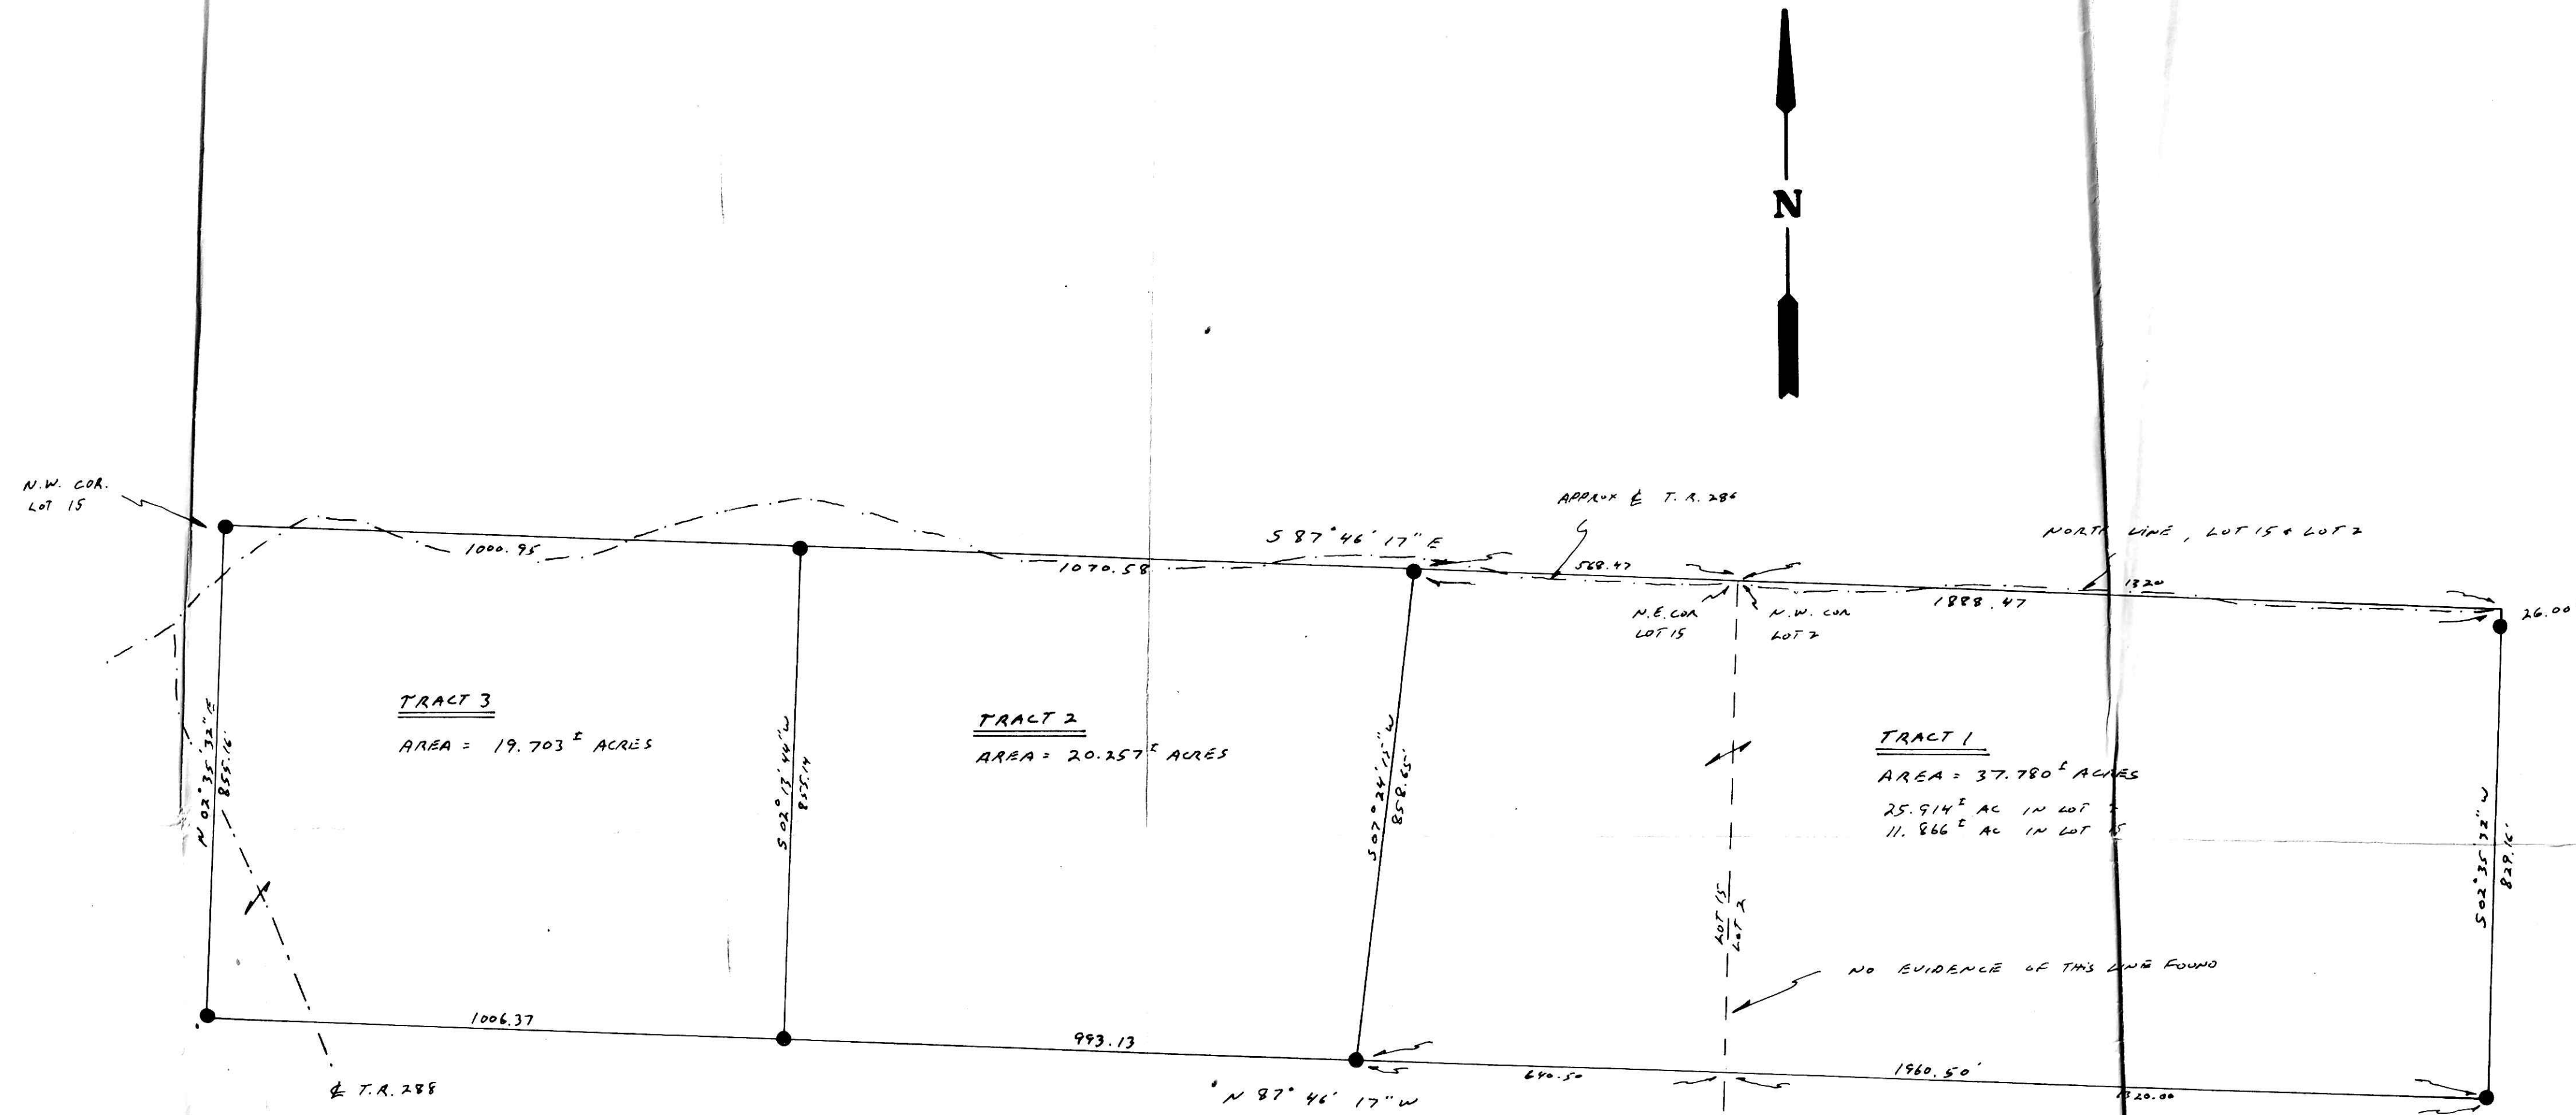 N
N.W. COR.
LOT 15
APPROX ℄ T.R. 286
S 87° 46' 17" E
NORTH LINE, LOT 15 & LOT 2
1000.95
1070.58
568.47
1320
1888.47
26.00
N.E. COR
LOT 15
N.W. COR
LOT 2
TRACT 3
AREA = 19.703± ACRES
TRACT 2
AREA = 20.257± ACRES
TRACT 1
AREA = 37.780± ACRES
25.914± AC IN LOT
11.866± AC IN LOT 15
N 02° 35' 32" E
855.16'
S 02° 13' 44" W
855.14
S 07° 24' 15" W
858.65'
S 02° 35' 32" W
829.16'
LOT 15
LOT 2
NO EVIDENCE OF THIS LINE FOUND
1006.37
993.13
640.50
1960.50'
1320.00
℄ T.R. 288
N 87° 46' 17" W